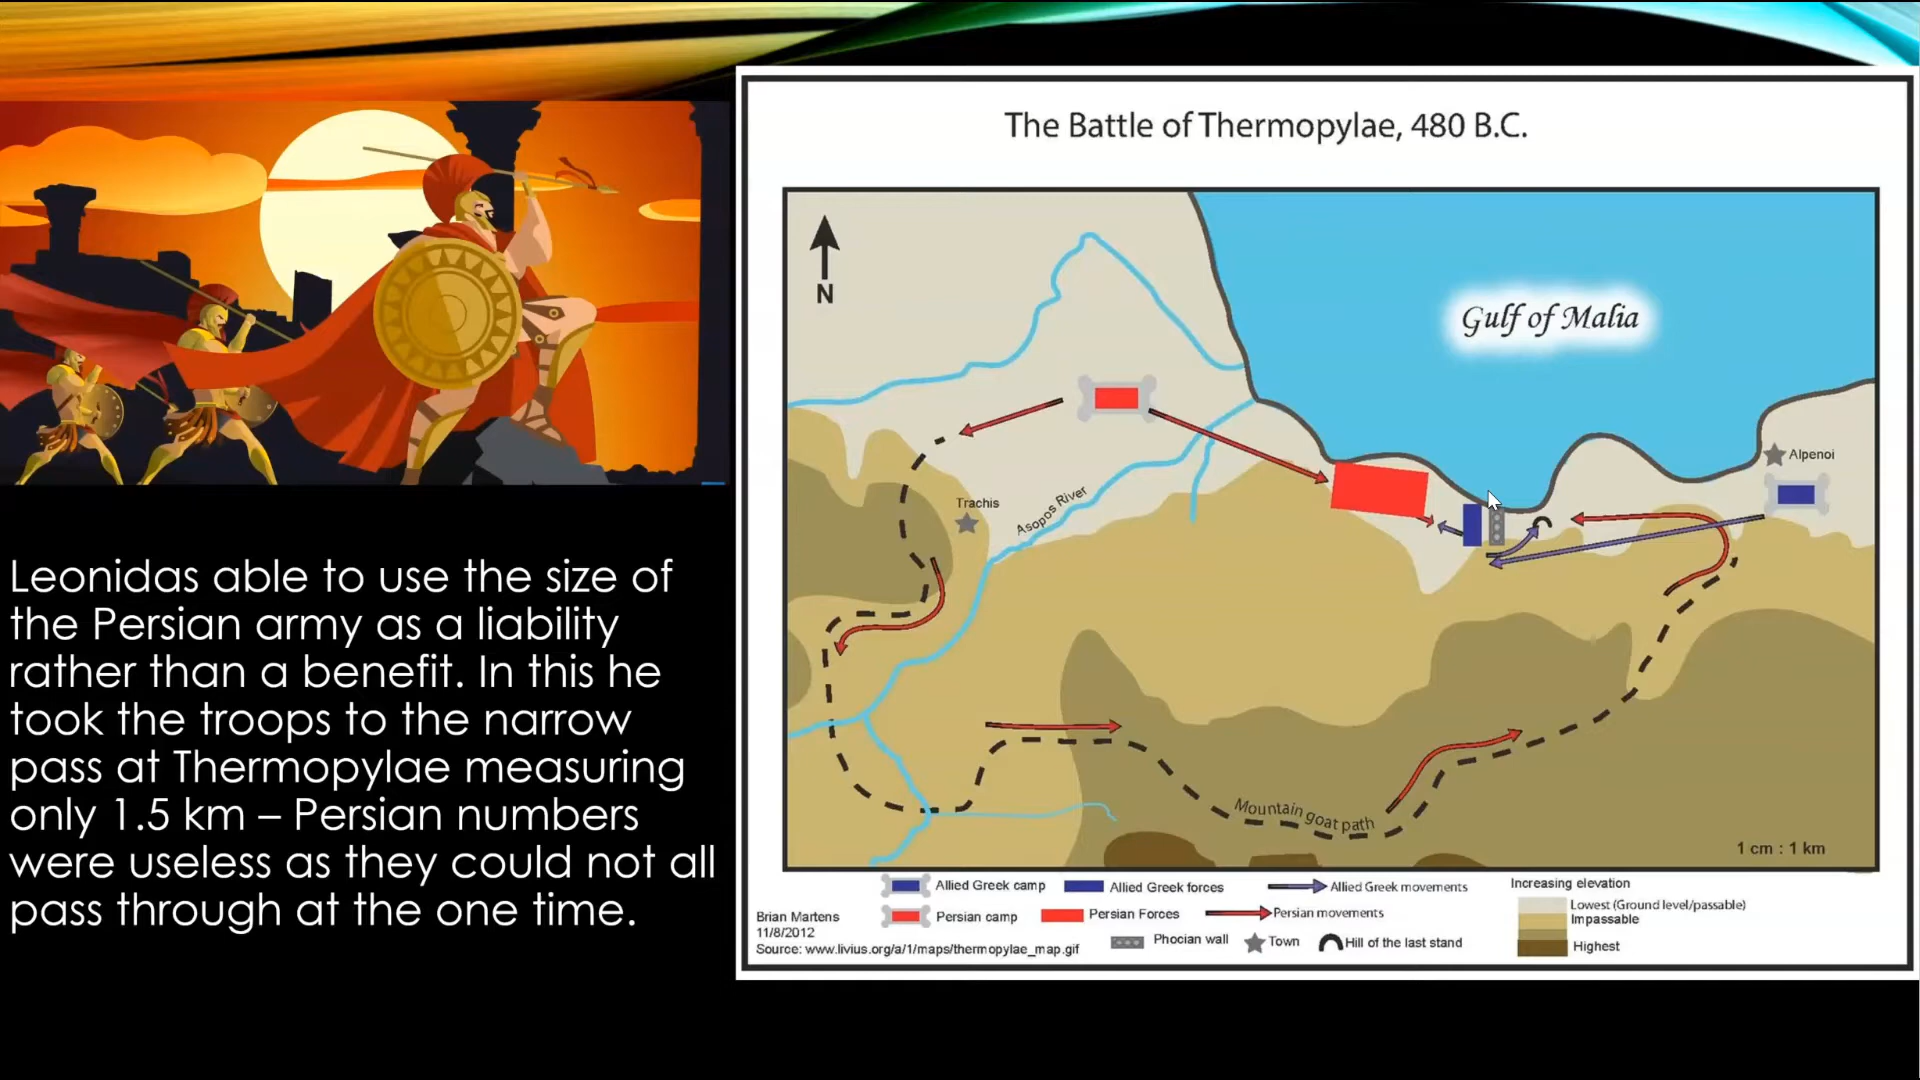 The Battle of Thermopylae, 480 B.C.
N
Gulf of Malia
Alpenoi
Trachis
Asopos River
Leonidas able to use the size of
the Persian army as a liability
rather than a benefit. In this he
took the troops to the narrow
pass at Thermopylae measuring
only 1.5 km – Persian numbers
were useless as they could not all
pass through at the one time.
Mountain goat path
1 cm : 1 km
Allied Greek camp
Allied Greek forces
Allied Greek movements
Increasing elevation
Lowest (Ground level/passable)
Impassable
Highest
Persian camp
Persian Forces
Persian movements
Phocian wall
Town
Hill of the last stand
Brian Martens
11/8/2012
Source: www.livius.org/a/1/maps/thermopylae_map.gif